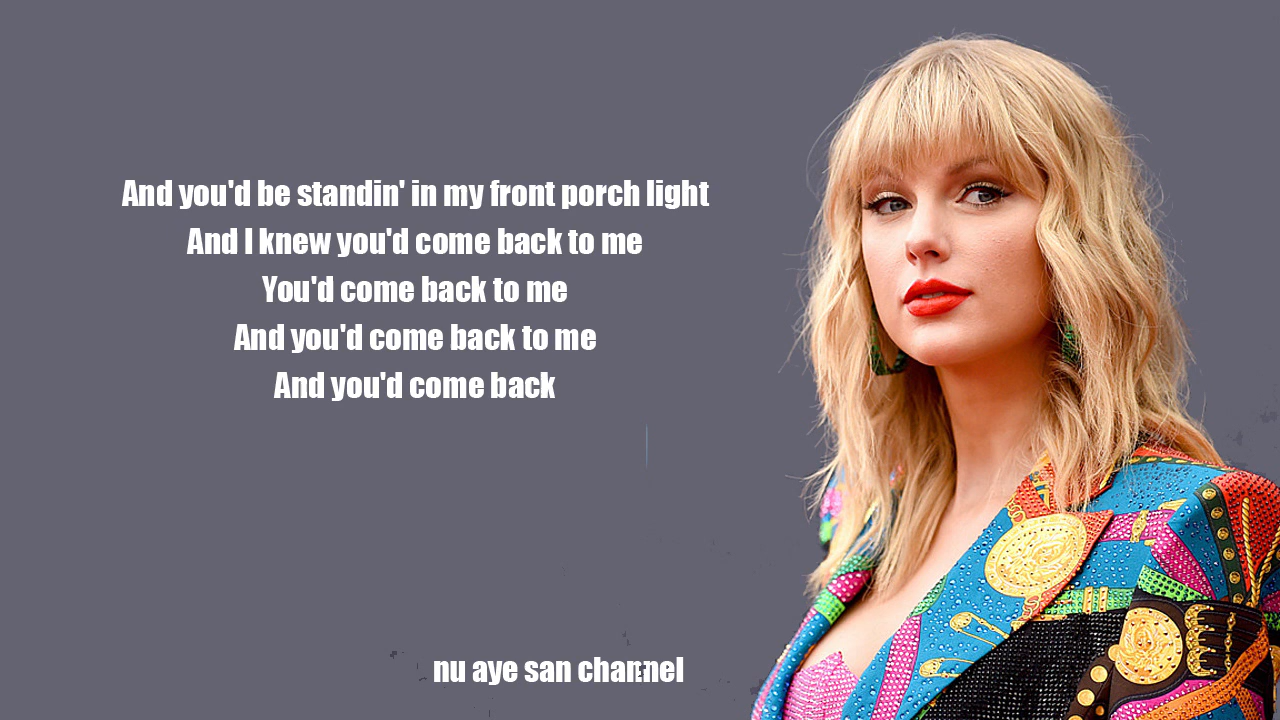 And you'd be standin' in my front porch light
And I knew you'd come back to me
You'd come back to me
And you'd come back to me
And you'd come back
nu aye san channel